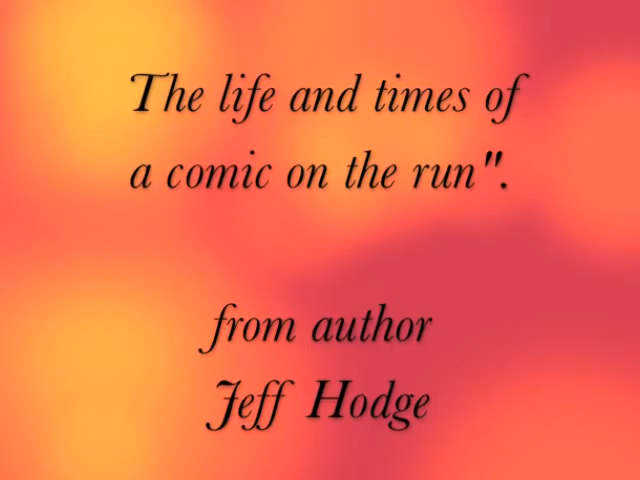 The life and times of
a comic on the run".
from author
Jeff Hodge